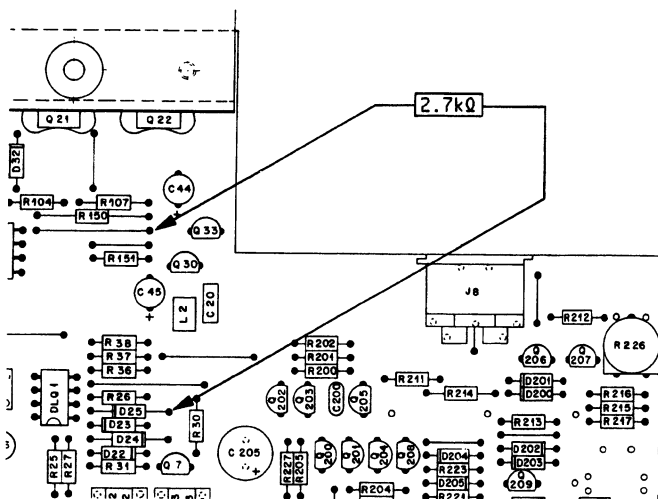 2.7kΩ
Q21 Q22
D32
C44
R104 R107
R150
Q33
R151
Q30
C45
J8
L2 C20
R212
R38 R202
R37 R201 Q206 Q207 R226
R36 R200
R211 D201
DLQ1 R26 Q202 Q203 C200 Q205 R214 D200 R216
D25 R30 R215
D23 R213 R217
D24
D22 C205 Q200 Q201 Q204 Q208 D204 D202
R25 R27 R31 Q7 R227 R205 R223 D203
D205 Q209
R204 R221